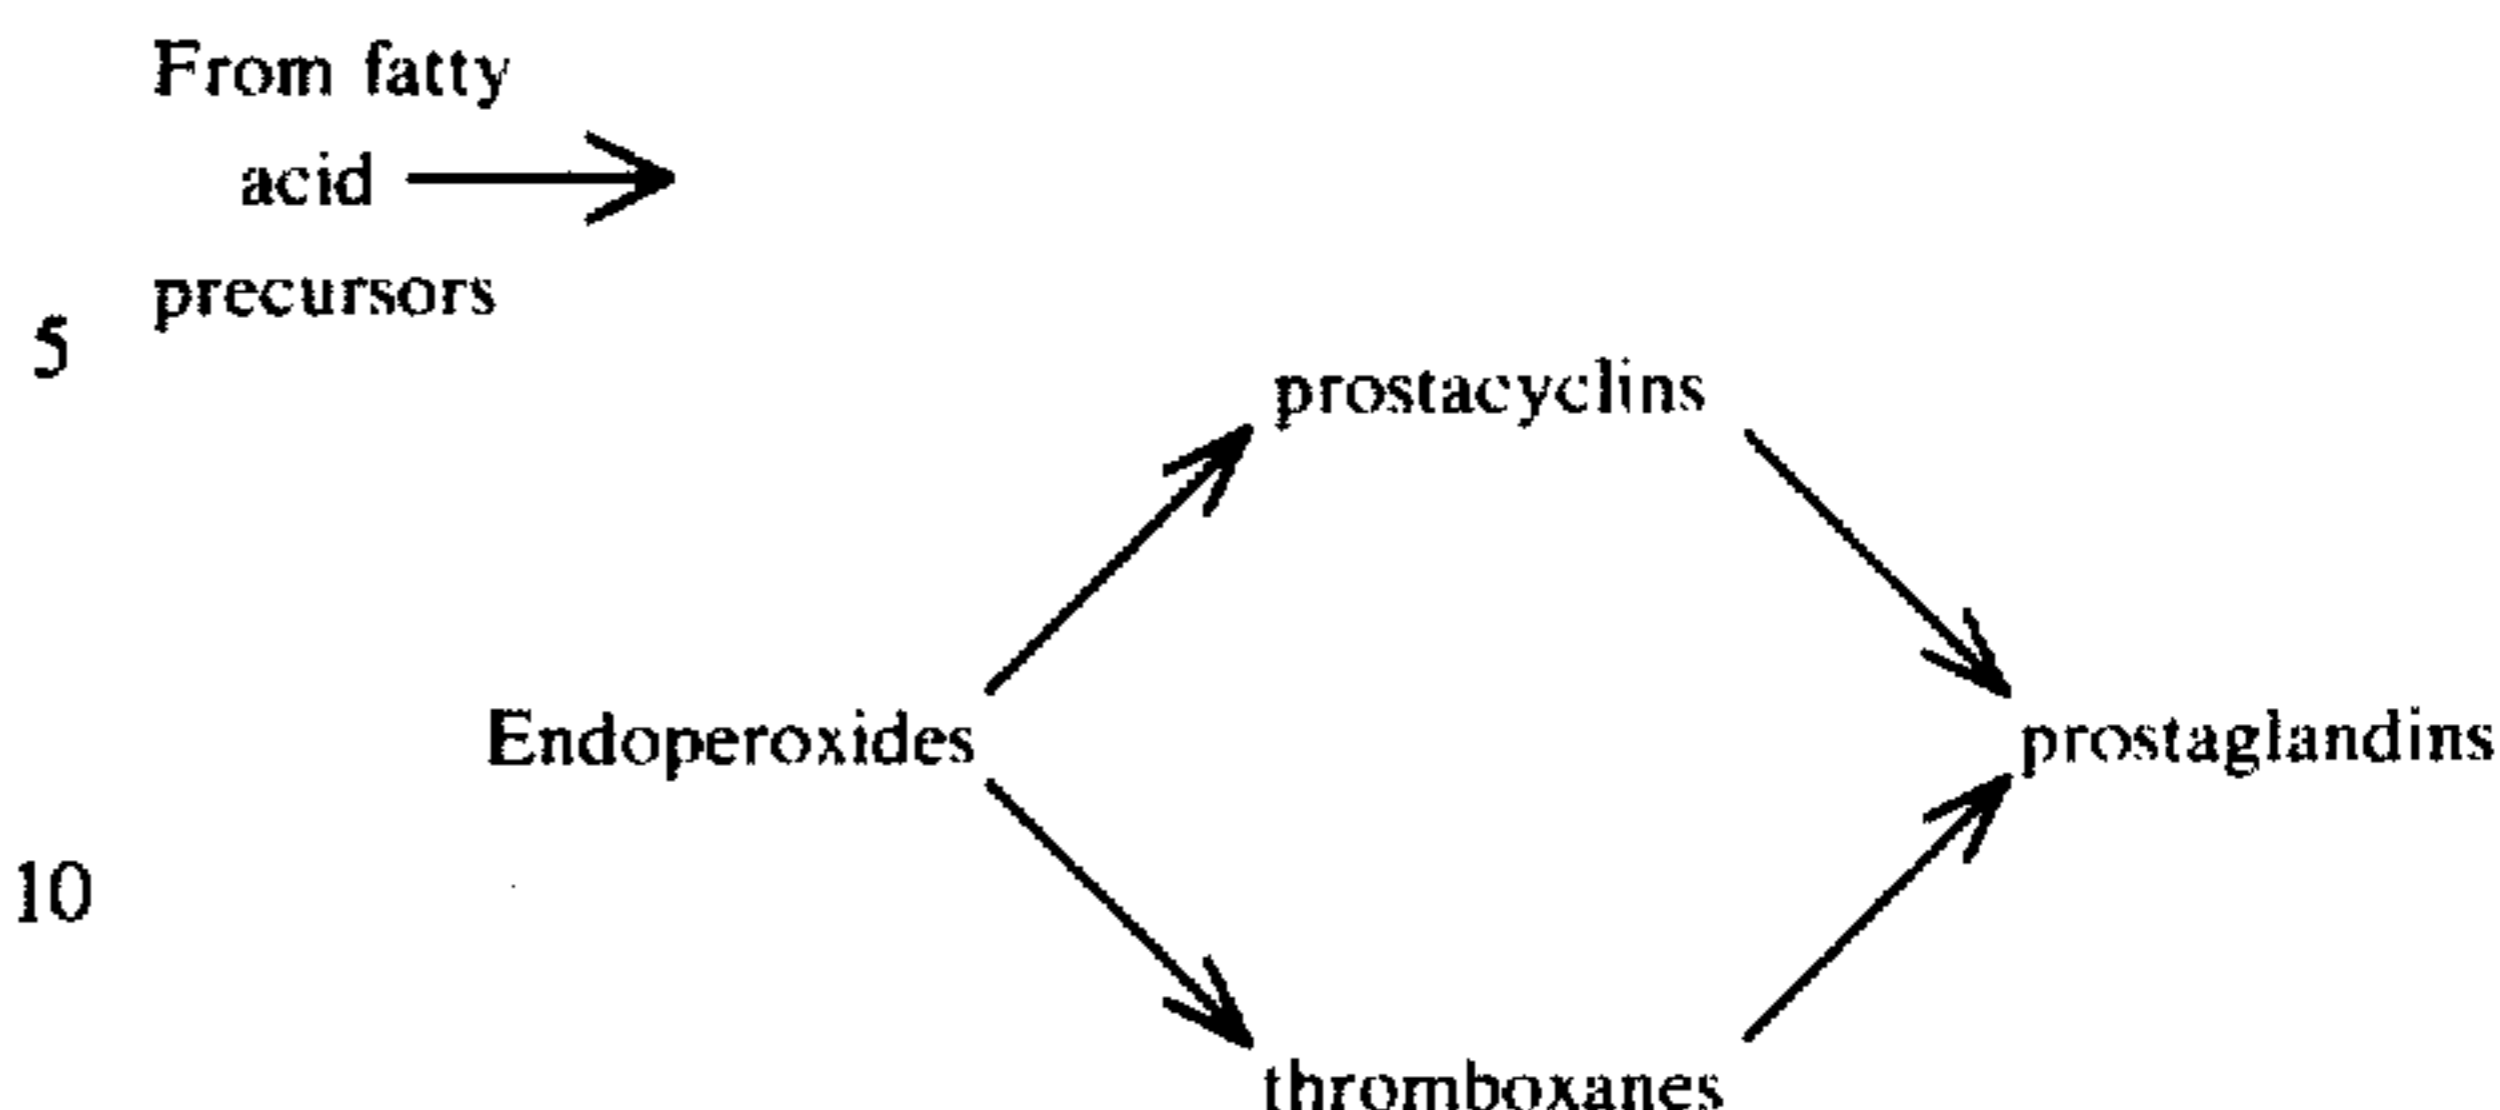 From fatty
acid
precursors
5
prostacyclins
Endoperoxides prostaglandins
10
thromboxanes